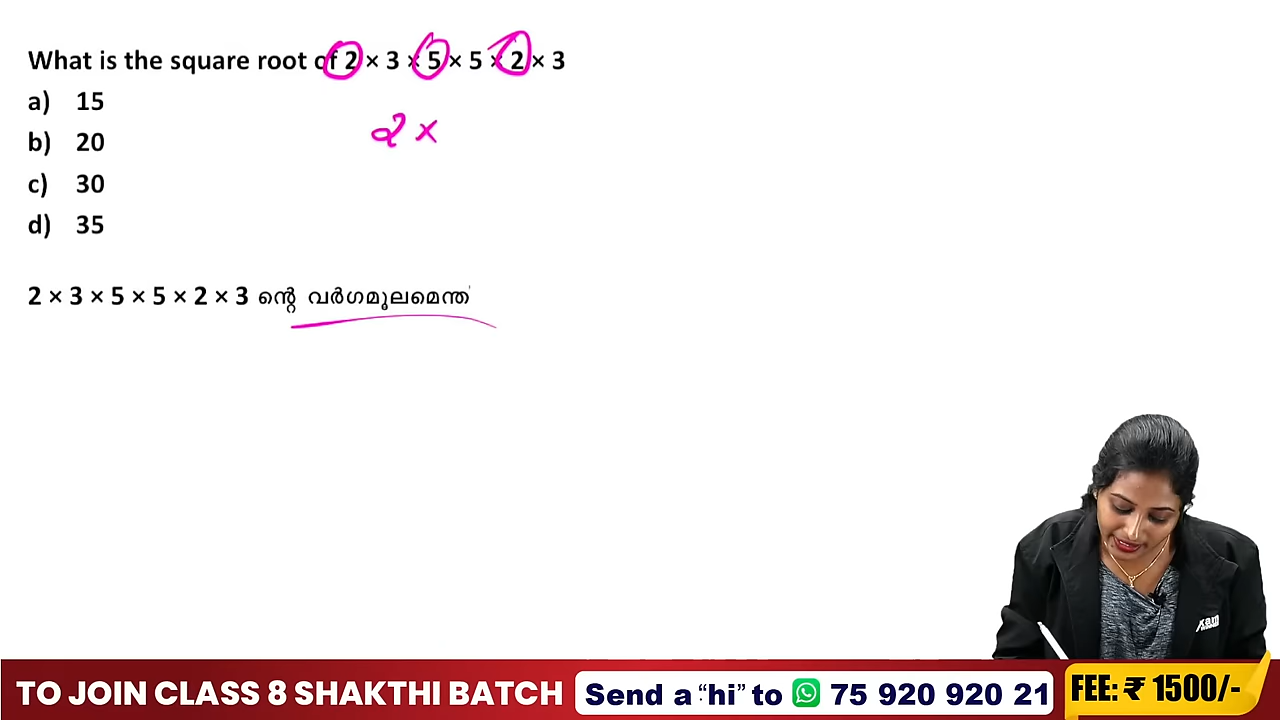 What is the square root of 2 × 3 × 5 × 5 × 2 × 3
a) 15
2 ×
b) 20
c) 30
d) 35
2 × 3 × 5 × 5 × 2 × 3 ന്റെ വർഗമൂലമെന്ത്
TO JOIN CLASS 8 SHAKTHI BATCH Send a “hi” to 75 920 920 21 FEE: ₹ 1500/-